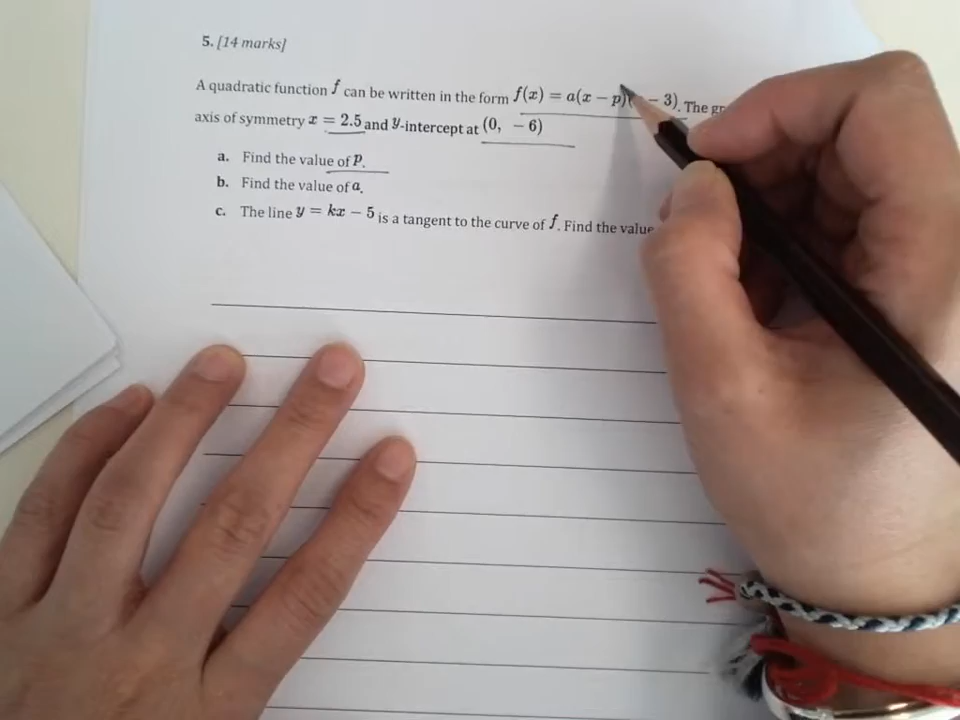 5. [14 marks]
A quadratic function f can be written in the form f(x) = a(x − p)( − 3). The
axis of symmetry x = 2.5 and y-intercept at (0, − 6)
a. Find the value of p.
b. Find the value of a.
c. The line y = kx − 5 is a tangent to the curve of f. Find the value